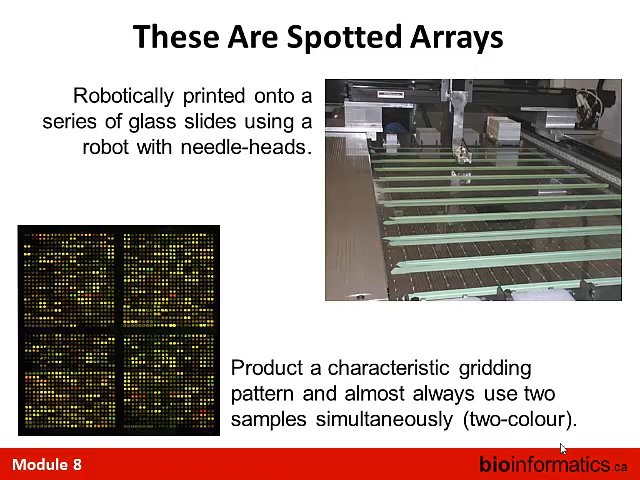 These Are Spotted Arrays
Robotically printed onto a
series of glass slides using a
robot with needle-heads.
Product a characteristic gridding
pattern and almost always use two
samples simultaneously (two-colour).
Module 8
bioinformatics.ca